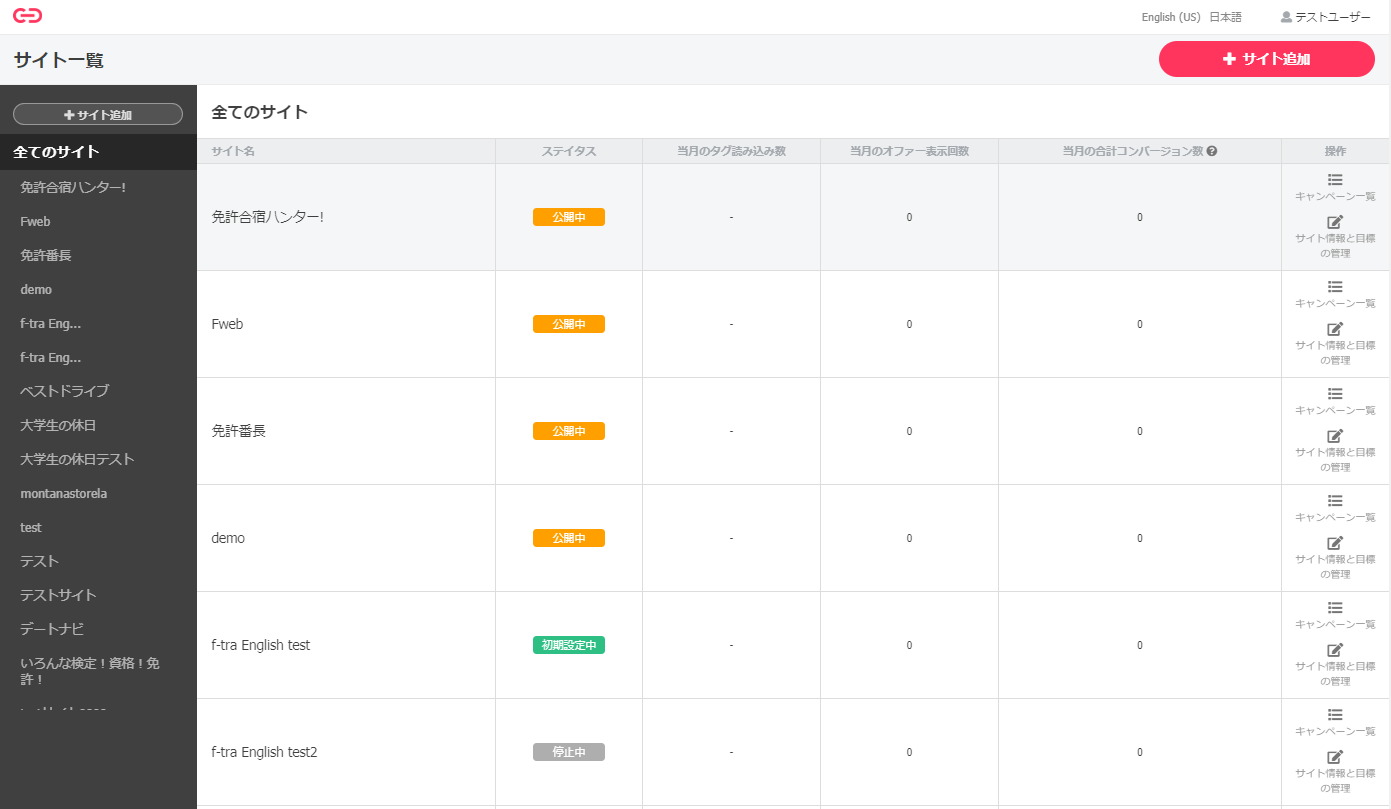 English (US) 日本語 テストユーザー
サイト一覧
サイト追加
サイト追加
全てのサイト
免許合宿ハンター!
Fweb
免許番長
demo
f-tra Eng...
f-tra Eng...
ベストドライブ
大学生の休日
大学生の休日テスト
montanastorela
test
テスト
テストサイト
デートナビ
いろんな検定！資格！免
許！
全てのサイト
サイト名 ステイタス 当月のタグ読み込み数 当月のオファー表示回数 当月の合計コンバージョン数 操作
免許合宿ハンター! 公開中 - 0 0
キャンペーン一覧
サイト情報と目標
の管理
Fweb 公開中 - 0 0
キャンペーン一覧
サイト情報と目標
の管理
免許番長 公開中 - 0 0
キャンペーン一覧
サイト情報と目標
の管理
demo 公開中 - 0 0
キャンペーン一覧
サイト情報と目標
の管理
f-tra English test 初期設定中 - 0 0
キャンペーン一覧
サイト情報と目標
の管理
f-tra English test2 停止中 - 0 0
キャンペーン一覧
サイト情報と目標
の管理